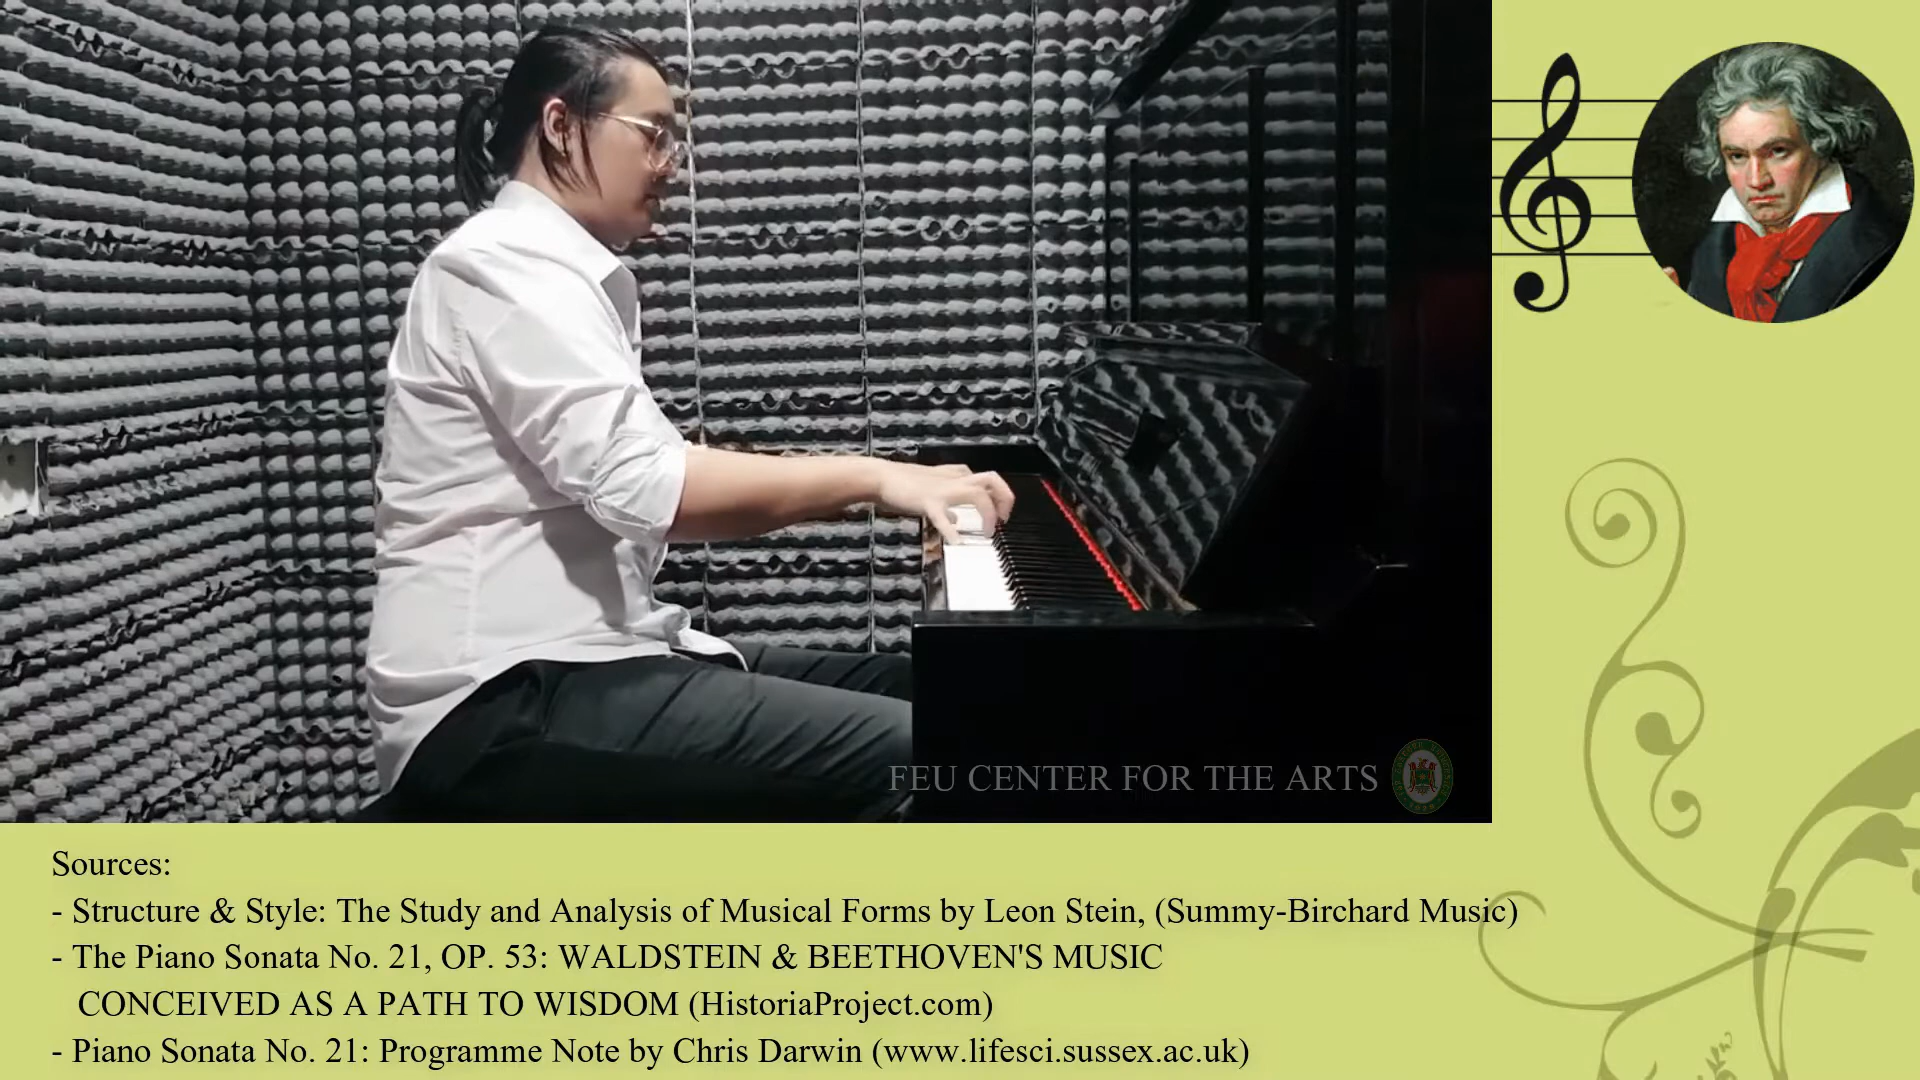 FEU CENTER FOR THE ARTS
Sources:
- Structure & Style: The Study and Analysis of Musical Forms by Leon Stein, (Summy-Birchard Music)
- The Piano Sonata No. 21, OP. 53: WALDSTEIN & BEETHOVEN'S MUSIC
CONCEIVED AS A PATH TO WISDOM (HistoriaProject.com)
- Piano Sonata No. 21: Programme Note by Chris Darwin (www.lifesci.sussex.ac.uk)